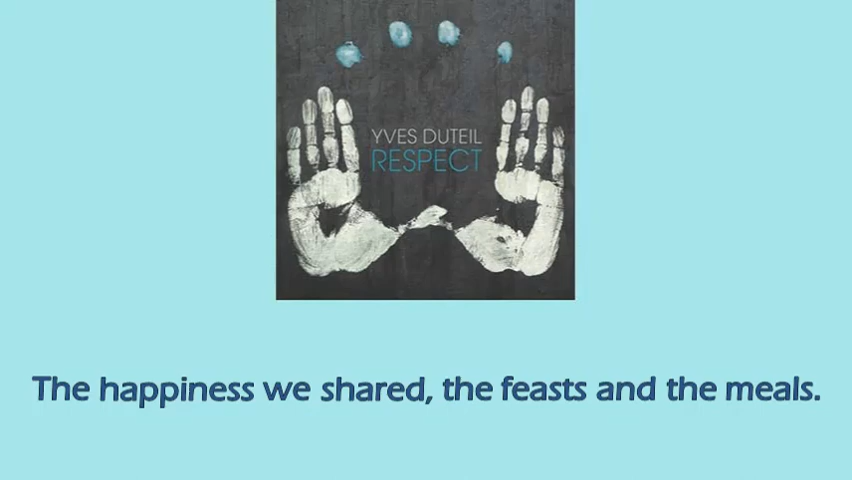 YVES DUTEIL
RESPECT
The happiness we shared, the feasts and the meals.